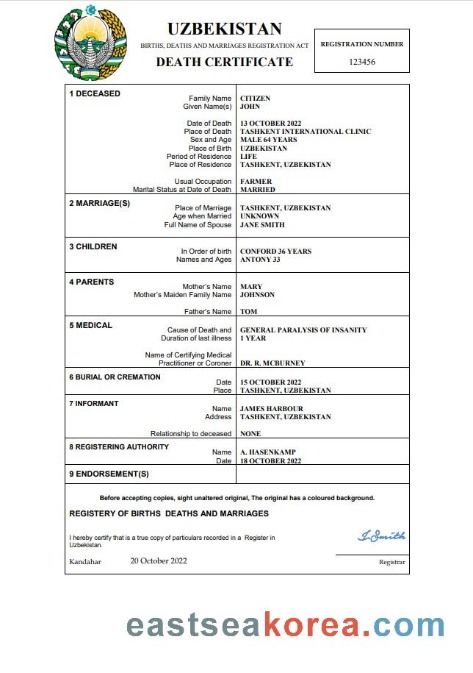 UZBEKISTAN
BIRTHS, DEATHS AND MARRIAGES REGISTRATION ACT
DEATH CERTIFICATE
REGISTRATION NUMBER
123456
1 DECEASED
Family Name CITIZEN
Given Name(s) JOHN
Date of Death 13 OCTOBER 2022
Place of Death TASHKENT INTERNATIONAL CLINIC
Sex and Age MALE 64 YEARS
Place of Birth UZBEKISTAN
Period of Residence LIFE
Place of Residence TASHKENT, UZBEKISTAN
Usual Occupation FARMER
Marital Status at Date of Death MARRIED
2 MARRIAGE(S)
Place of Marriage TASHKENT, UZBEKISTAN
Age when Married UNKNOWN
Full Name of Spouse JANE SMITH
3 CHILDREN
In Order of birth CONFORD 36 YEARS
Names and Ages ANTONY 33
4 PARENTS
Mother's Name MARY
Mother's Maiden Family Name JOHNSON
Father's Name TOM
5 MEDICAL
Cause of Death and GENERAL PARALYSIS OF INSANITY
Duration of last illness 1 YEAR
Name of Certifying Medical
Practitioner or Coroner DR. R. MCBURNEY
6 BURIAL OR CREMATION
Date 15 OCTOBER 2022
Place TASHKENT, UZBEKISTAN
7 INFORMANT
Name JAMES HARBOUR
Address TASHKENT, UZBEKISTAN
Relationship to deceased NONE
8 REGISTERING AUTHORITY
Name A. HASENKAMP
Date 18 OCTOBER 2022
9 ENDORSEMENT(S)
Before accepting copies, sight unaltered original, The original has a coloured background.
REGISTERY OF BIRTHS DEATHS AND MARRIAGES
I hereby certify that is a true copy of particulars recorded in a Register in
Uzbekistan.
J. Smith
Kandahar 20 October 2022 Registrar
eastseakorea.com